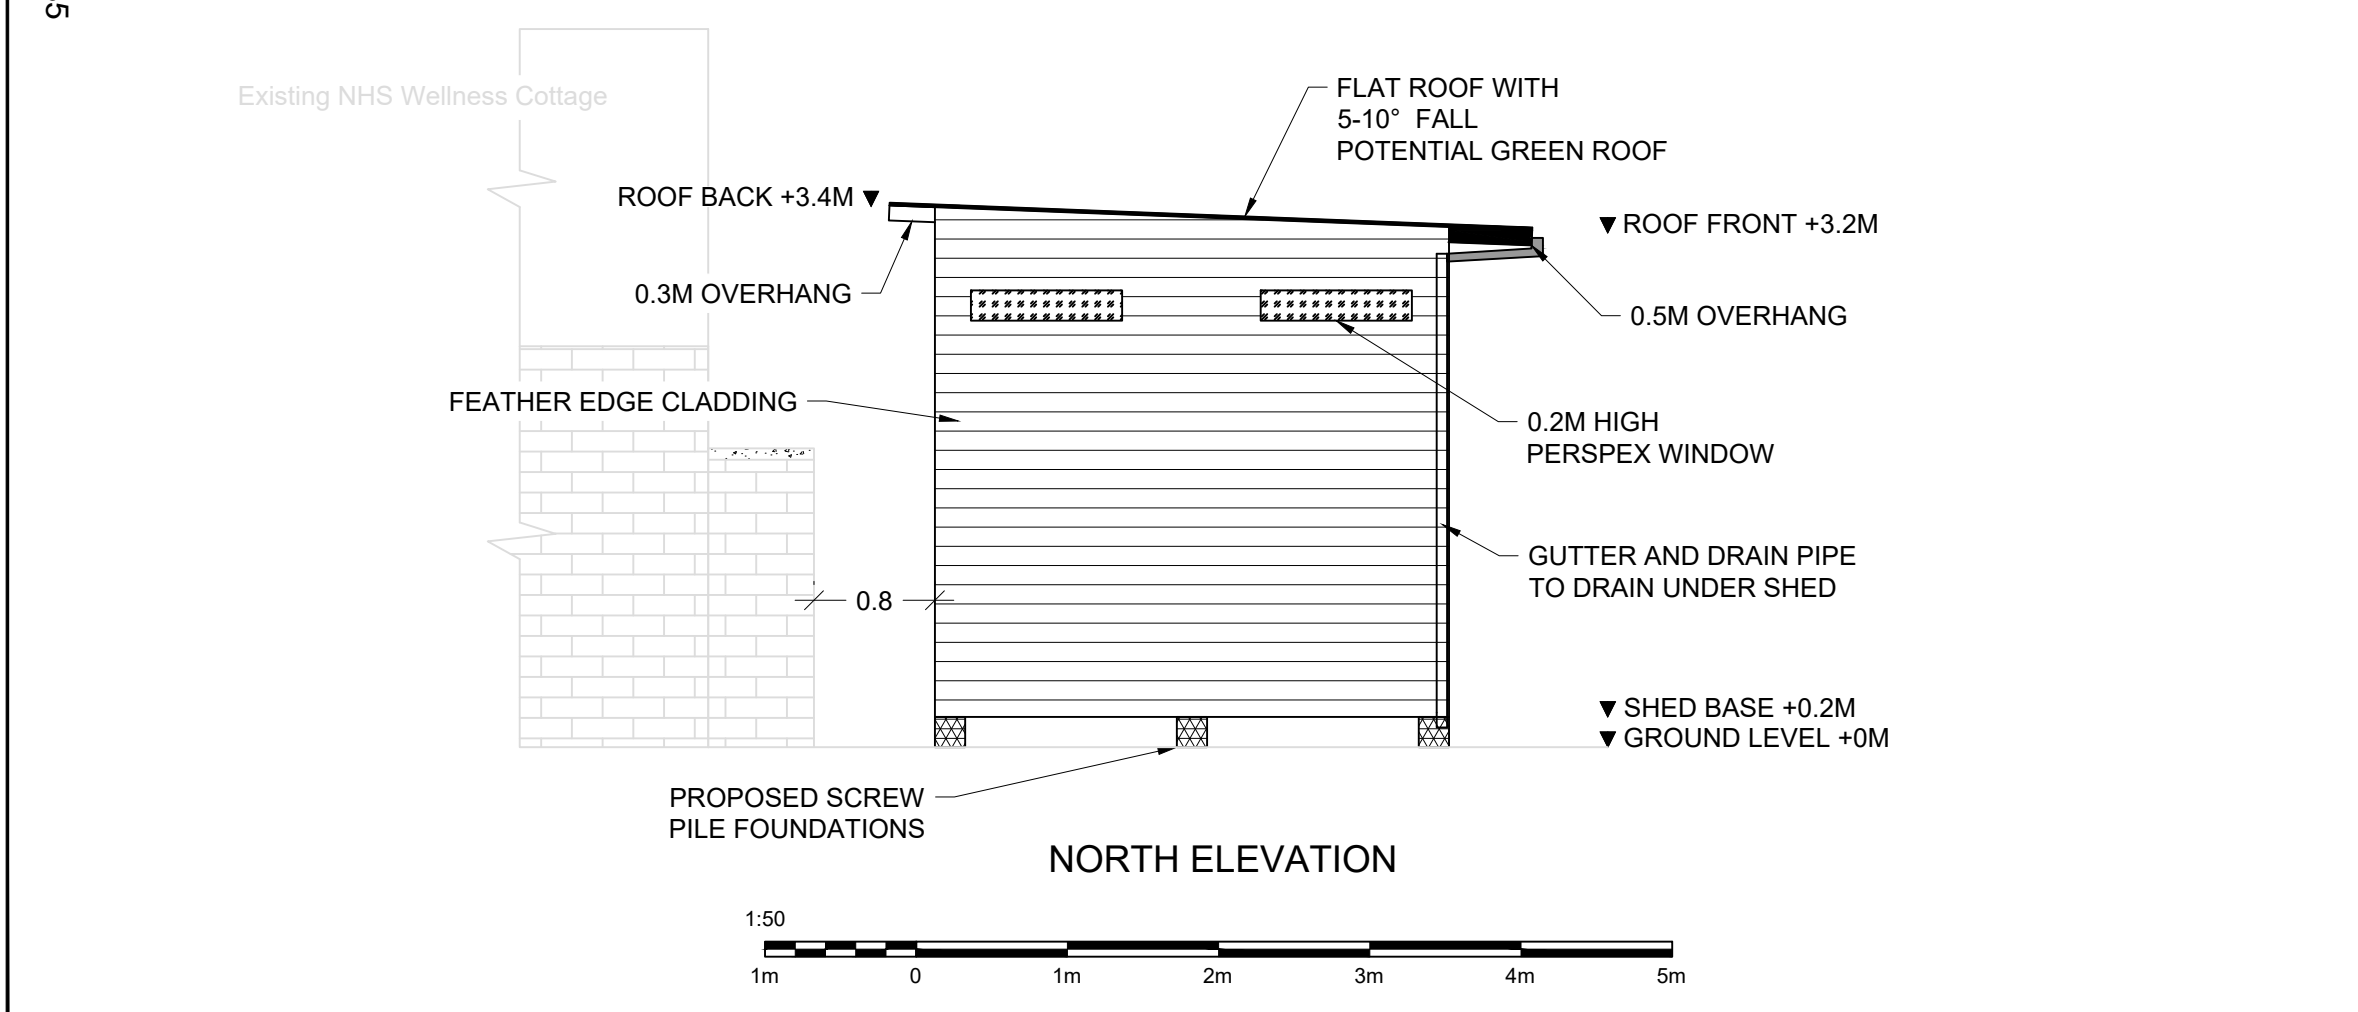 5
Existing NHS Wellness Cottage
FLAT ROOF WITH
5-10° FALL
POTENTIAL GREEN ROOF
ROOF BACK +3.4M
ROOF FRONT +3.2M
0.3M OVERHANG
0.5M OVERHANG
FEATHER EDGE CLADDING
0.2M HIGH
PERSPEX WINDOW
GUTTER AND DRAIN PIPE
TO DRAIN UNDER SHED
0.8
SHED BASE +0.2M
GROUND LEVEL +0M
PROPOSED SCREW
PILE FOUNDATIONS
NORTH ELEVATION
1:50
1m 0 1m 2m 3m 4m 5m